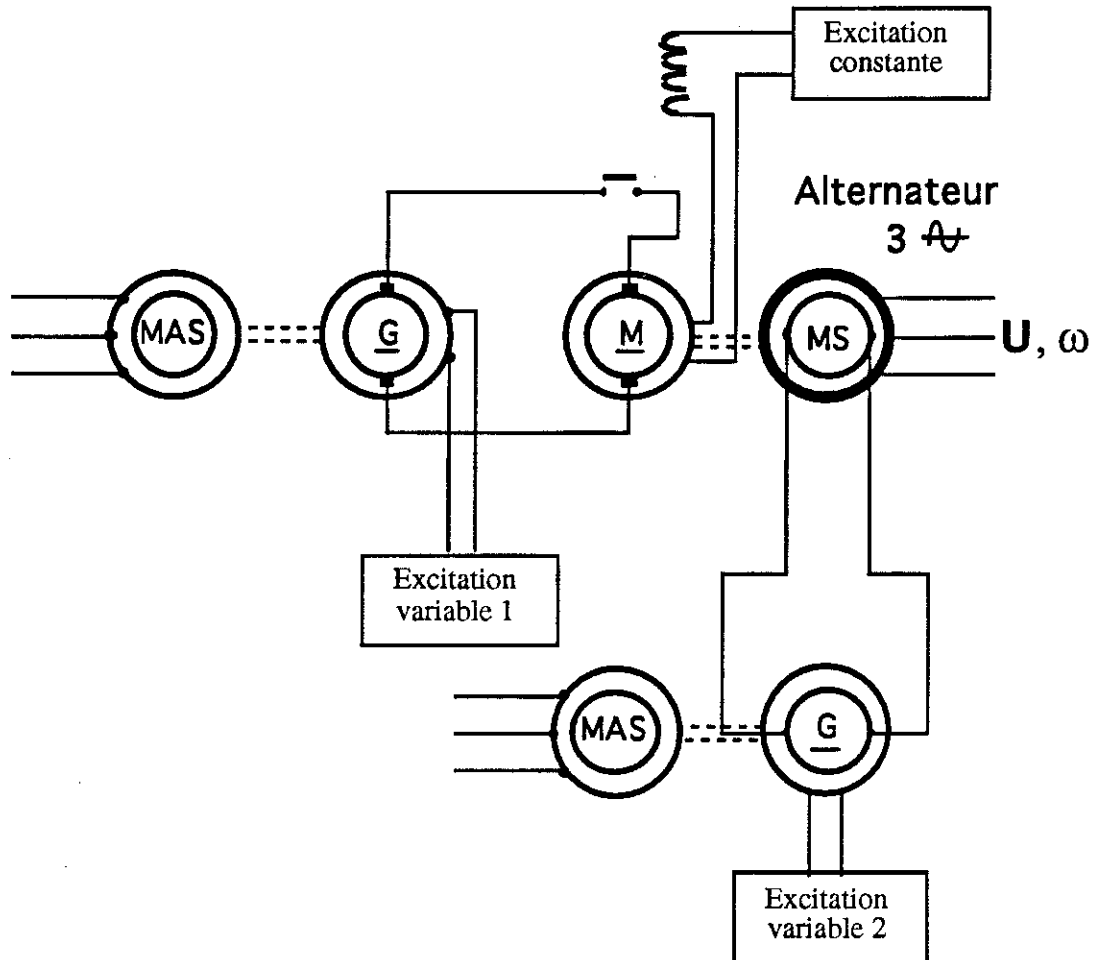 Excitation
constante
Alternateur
3
MAS
G
M
MS
U, ω
Excitation
variable 1
MAS
G
Excitation
variable 2